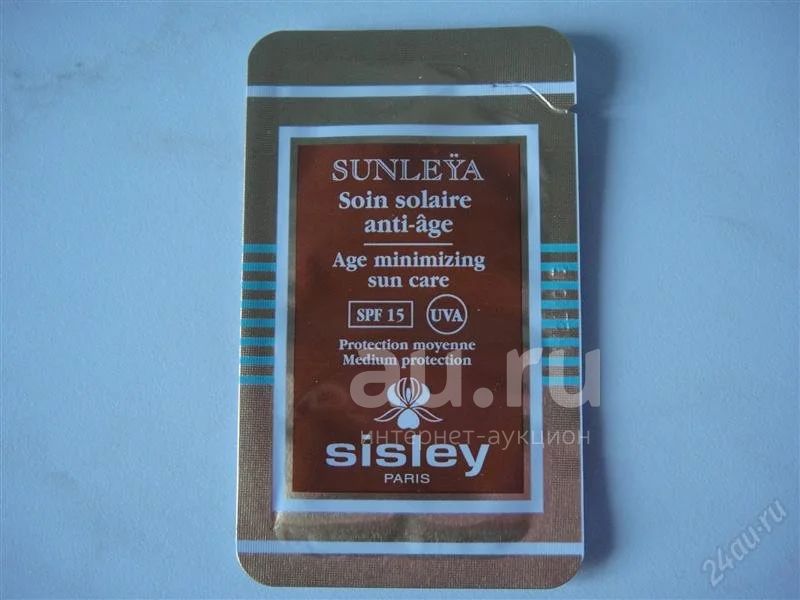 SUNLEŸA
Soin solaire
anti-âge
Age minimizing
sun care
SPF 15 UVA
Protection moyenne
Medium protection
au.ru
интернет-аукцион
sisley
PARIS
24au.ru